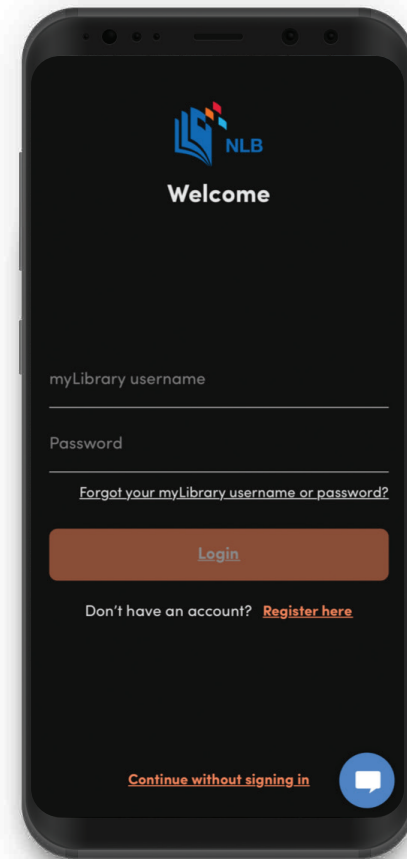 NLB
Welcome
myLibrary username
Password
Forgot your myLibrary username or password?
Login
Don't have an account? Register here
Continue without signing in